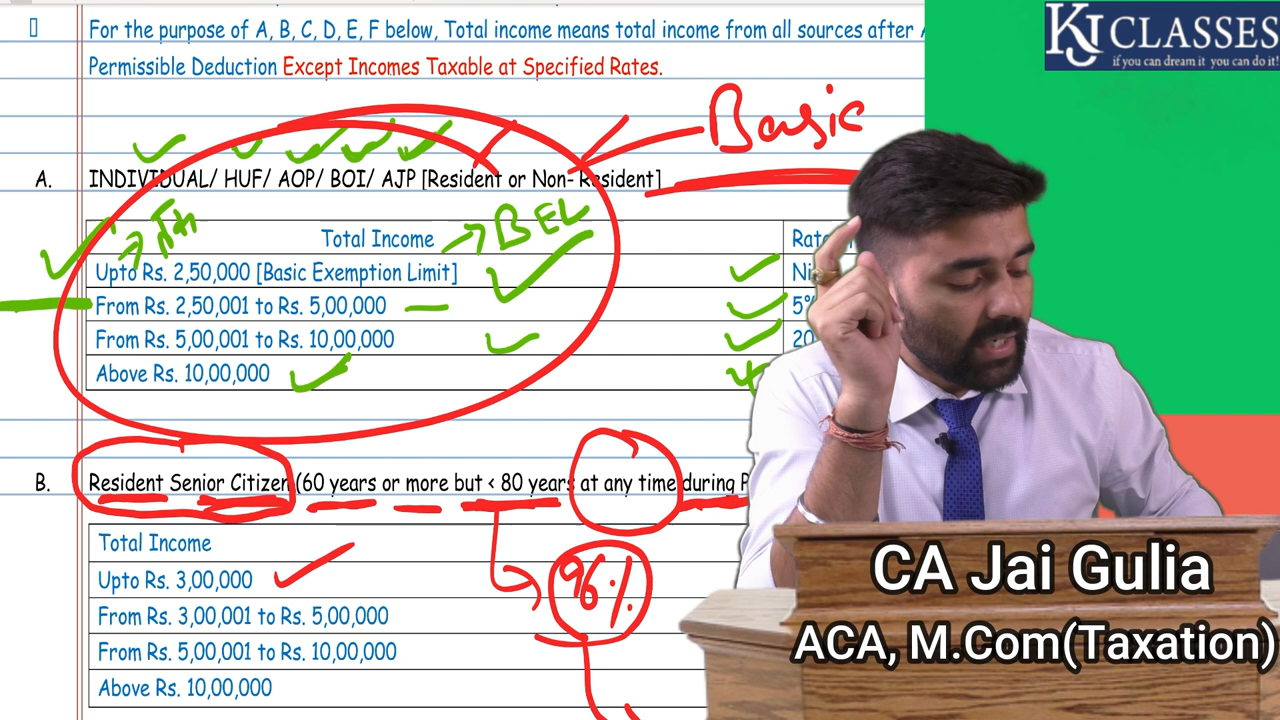 For the purpose of A, B, C, D, E, F below, Total income means total income from all sources after
Permissible Deduction Except Incomes Taxable at Specified Rates.
KJ CLASSES
if you can dream it you can do it!
Basic
A. INDIVIDUAL/ HUF/ AOP/ BOI/ AJP [Resident or Non- Resident]
BEL
Total Income
Upto Rs. 2,50,000 [Basic Exemption Limit]
From Rs. 2,50,001 to Rs. 5,00,000 5%
From Rs. 5,00,001 to Rs. 10,00,000 20
Above Rs. 10,00,000
B. Resident Senior Citizen (60 years or more but < 80 years at any time during P
Total Income
Upto Rs. 3,00,000
96%
From Rs. 3,00,001 to Rs. 5,00,000
From Rs. 5,00,001 to Rs. 10,00,000
Above Rs. 10,00,000
CA Jai Gulia
ACA, M.Com(Taxation)